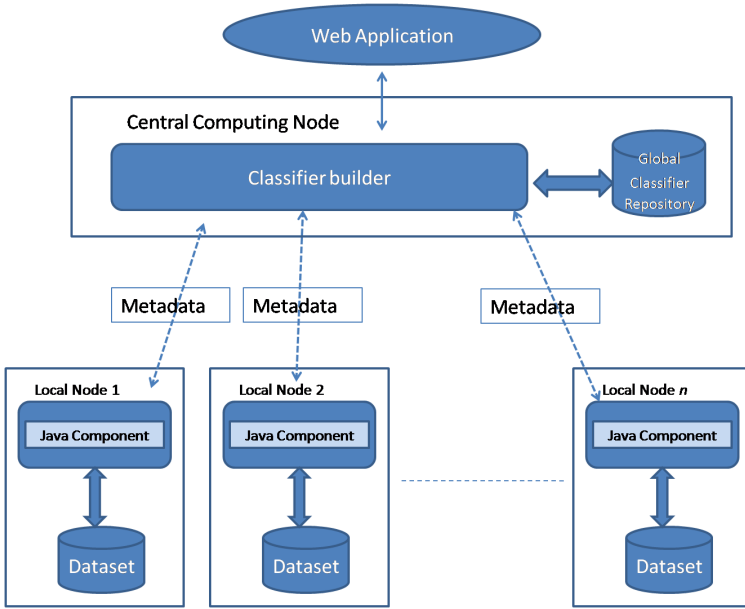 Web Application
Central Computing Node
Classifier builder
Global
Classifier
Repository
Metadata
Metadata
Metadata
Local Node 1
Local Node 2
Local Node n
Java Component
Java Component
Java Component
Dataset
Dataset
Dataset